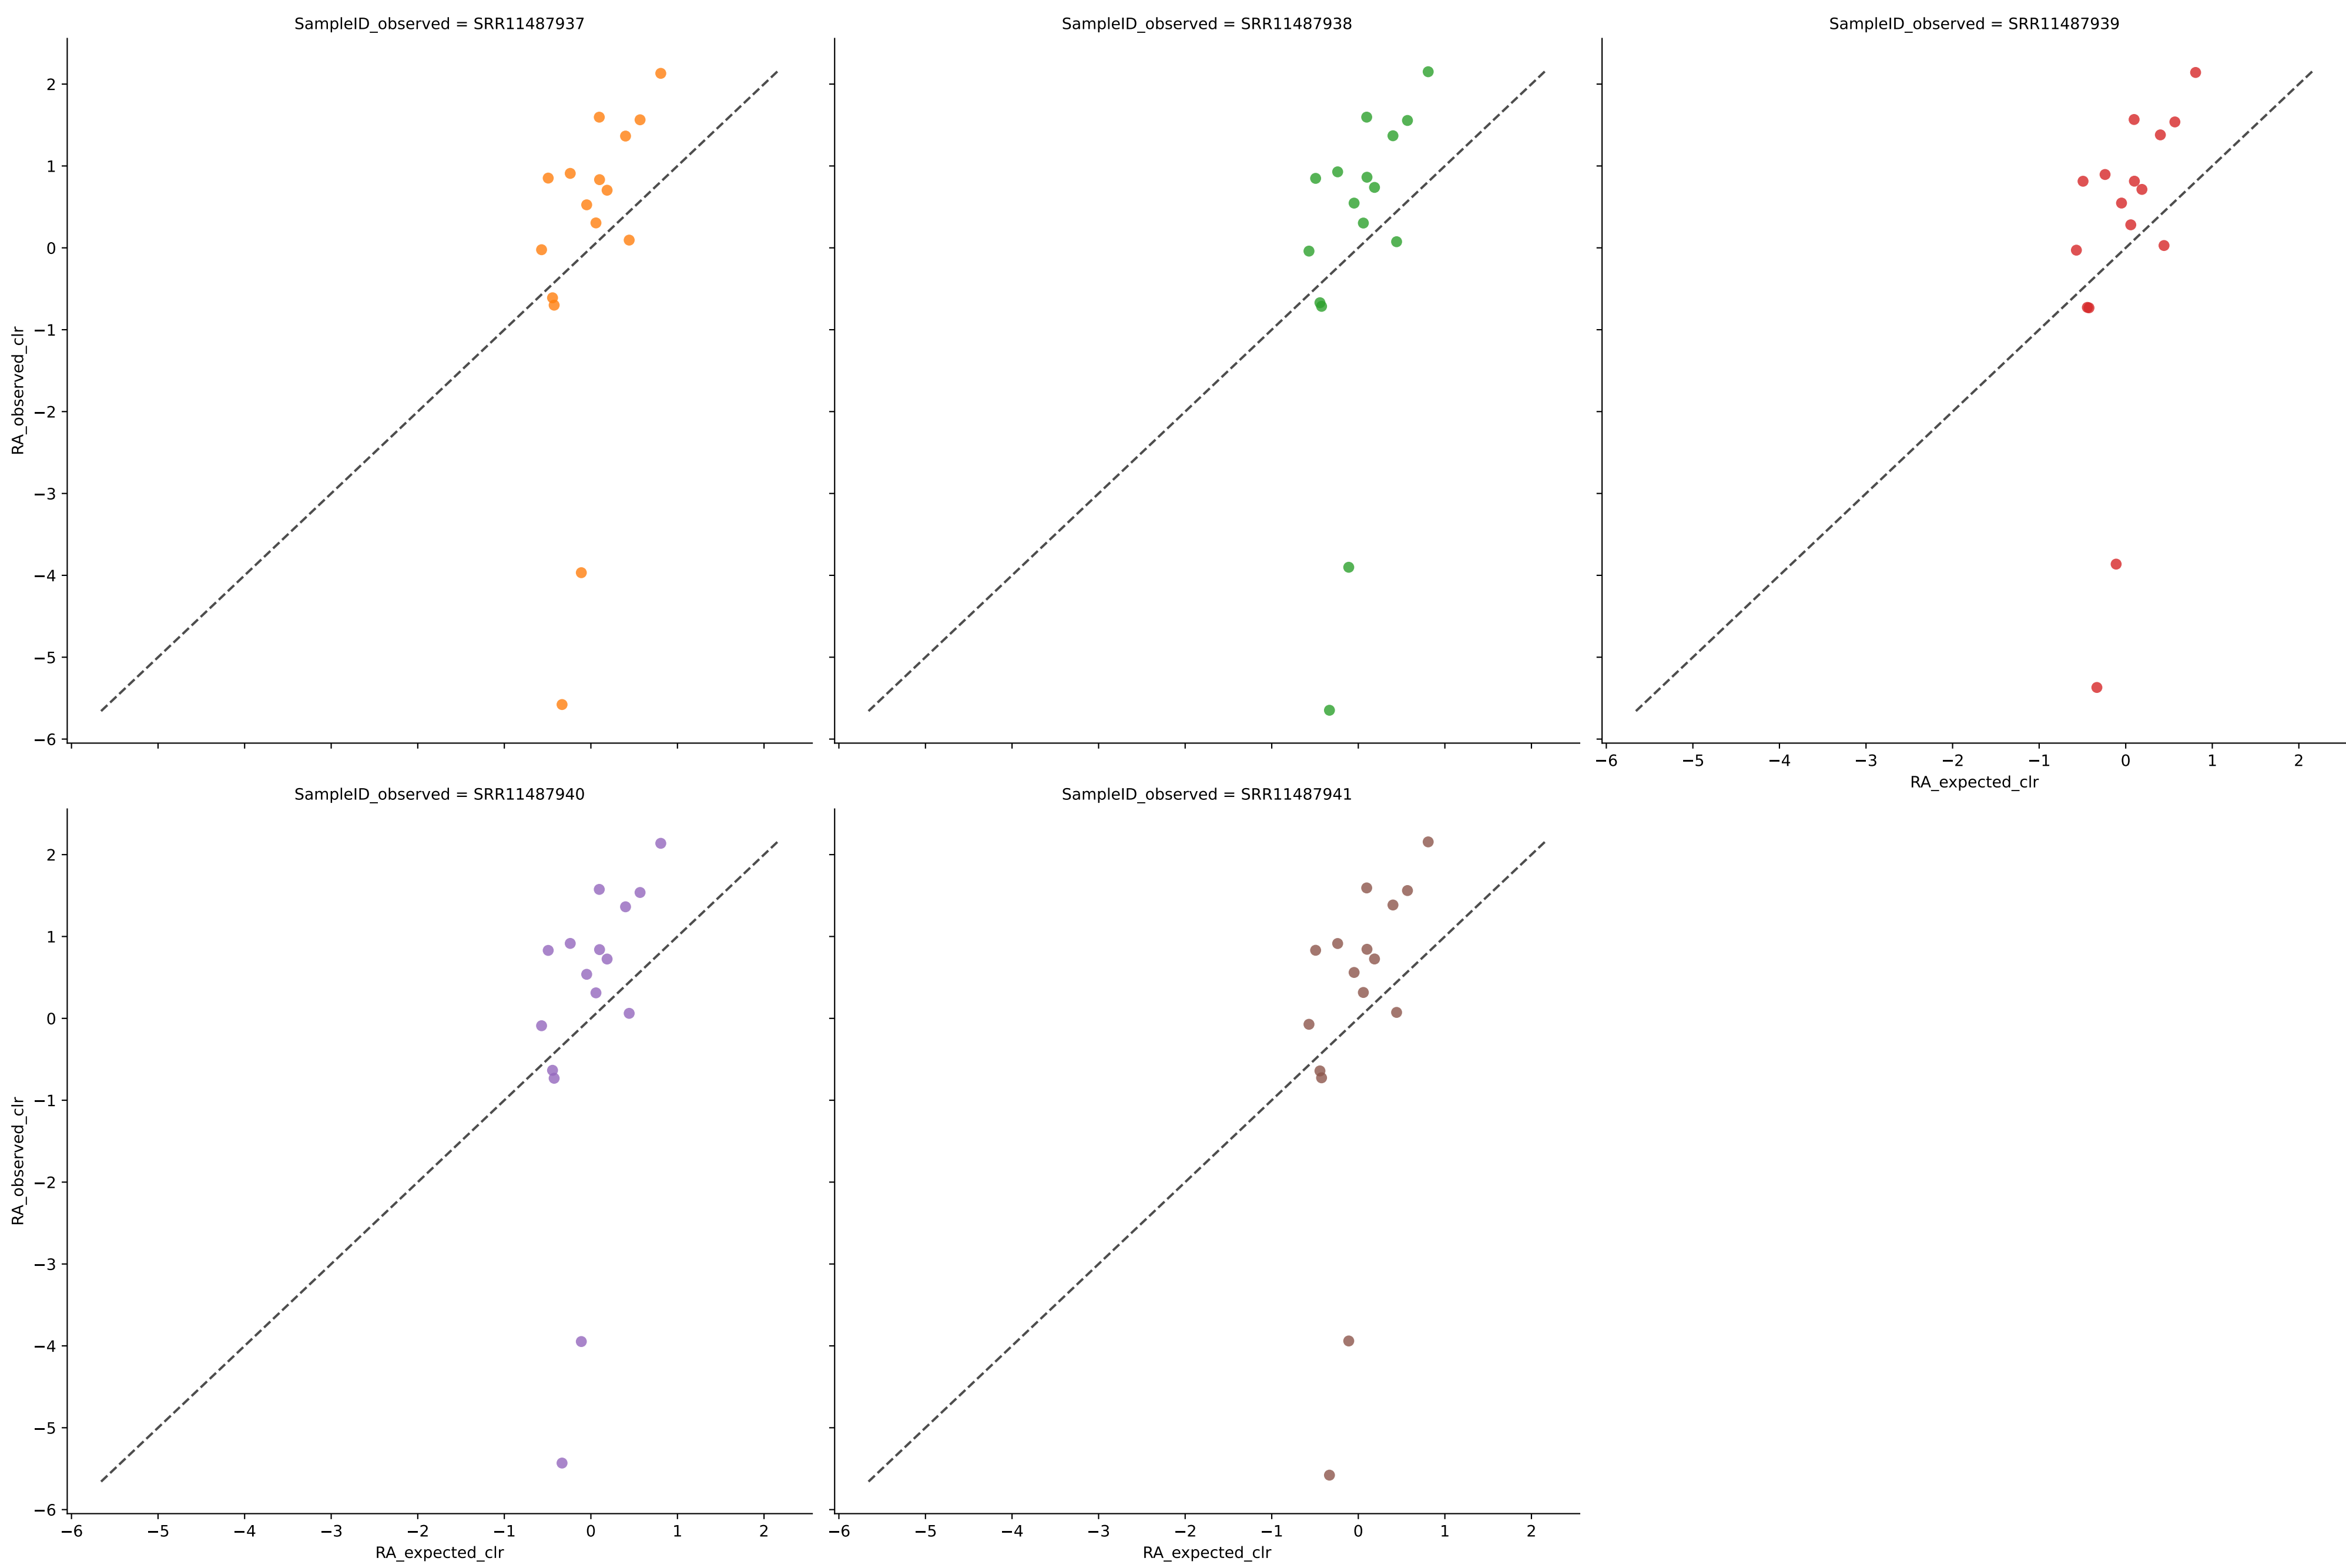 SampleID_observed = SRR11487937
SampleID_observed = SRR11487938
SampleID_observed = SRR11487939
2
1
0
−1
−2
−3
−4
−5
−6
RA_observed_clr
−6 −5 −4 −3 −2 −1 0 1 2
RA_expected_clr
SampleID_observed = SRR11487940
SampleID_observed = SRR11487941
2
1
0
−1
−2
−3
−4
−5
−6
RA_observed_clr
−6 −5 −4 −3 −2 −1 0 1 2
−6 −5 −4 −3 −2 −1 0 1 2
RA_expected_clr
RA_expected_clr